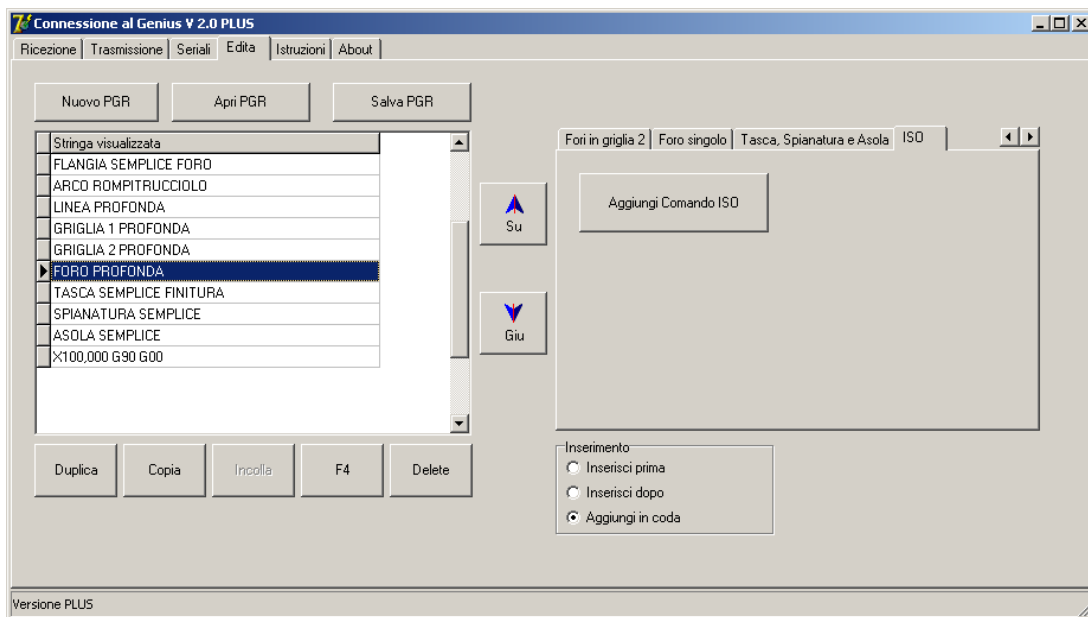 Connessione al Genius V 2.0 PLUS
Ricezione Trasmissione Seriali Edita Istruzioni About
Nuovo PGR Apri PGR Salva PGR
Stringa visualizzata
FLANGIA SEMPLICE FORO
ARCO ROMPITRUCCIOLO
LINEA PROFONDA
GRIGLIA 1 PROFONDA
GRIGLIA 2 PROFONDA
FORO PROFONDA
TASCA SEMPLICE FINITURA
SPIANATURA SEMPLICE
ASOLA SEMPLICE
X100,000 G90 G00
Su
Giu
Fori in griglia 2 Foro singolo Tasca, Spianatura e Asola ISO
Aggiungi Comando ISO
Duplica Copia Incolla F4 Delete
Inserimento
Inserisci prima
Inserisci dopo
Aggiungi in coda
Versione PLUS